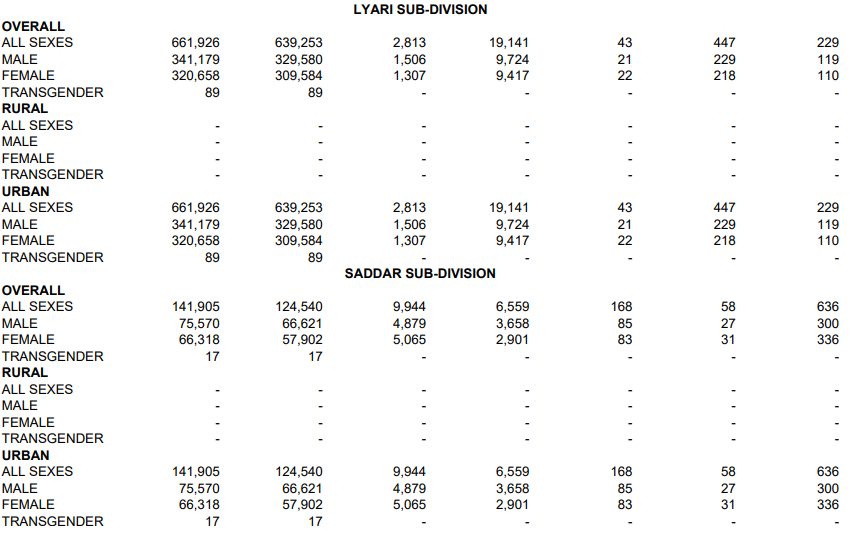 LYARI SUB-DIVISION
OVERALL
ALL SEXES 661,926 639,253 2,813 19,141 43 447 229
MALE 341,179 329,580 1,506 9,724 21 229 119
FEMALE 320,658 309,584 1,307 9,417 22 218 110
TRANSGENDER 89 89 - - - - -
RURAL
ALL SEXES - - - - - - -
MALE - - - - - - -
FEMALE - - - - - - -
TRANSGENDER - - - - - - -
URBAN
ALL SEXES 661,926 639,253 2,813 19,141 43 447 229
MALE 341,179 329,580 1,506 9,724 21 229 119
FEMALE 320,658 309,584 1,307 9,417 22 218 110
TRANSGENDER 89 89 - - - - -
SADDAR SUB-DIVISION
OVERALL
ALL SEXES 141,905 124,540 9,944 6,559 168 58 636
MALE 75,570 66,621 4,879 3,658 85 27 300
FEMALE 66,318 57,902 5,065 2,901 83 31 336
TRANSGENDER 17 17 - - - - -
RURAL
ALL SEXES - - - - - - -
MALE - - - - - - -
FEMALE - - - - - - -
TRANSGENDER - - - - - - -
URBAN
ALL SEXES 141,905 124,540 9,944 6,559 168 58 636
MALE 75,570 66,621 4,879 3,658 85 27 300
FEMALE 66,318 57,902 5,065 2,901 83 31 336
TRANSGENDER 17 17 - - - - -